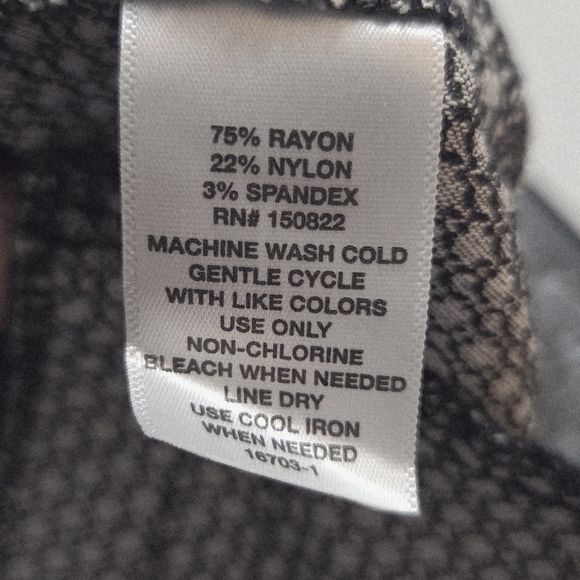 75% RAYON
22% NYLON
3% SPANDEX
RN# 150822
MACHINE WASH COLD
GENTLE CYCLE
WITH LIKE COLORS
USE ONLY
NON-CHLORINE
BLEACH WHEN NEEDED
LINE DRY
USE COOL IRON
WHEN NEEDED
16703-1